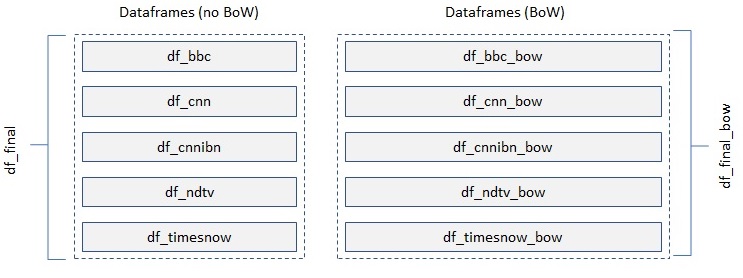 Dataframes (no BoW)
Dataframes (BoW)
df_final
df_bbc
df_cnn
df_cnnibn
df_ndtv
df_timesnow
df_bbc_bow
df_cnn_bow
df_cnnibn_bow
df_ndtv_bow
df_timesnow_bow
df_final_bow